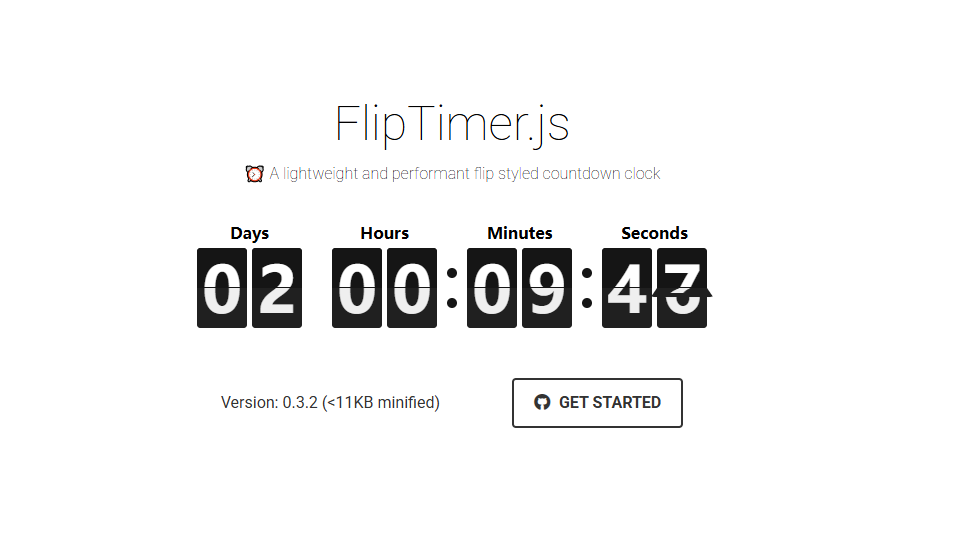 FlipTimer.js
⏰ A lightweight and performant flip styled countdown clock
Days Hours Minutes Seconds
02 00:09:4
Version: 0.3.2 (<11KB minified)
GET STARTED